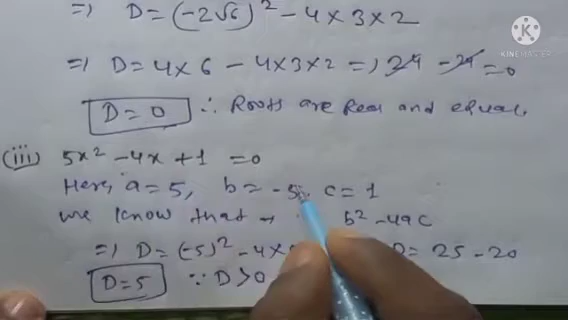 =) D = (-2√6)² - 4 x 3 x 2
=) D = 4 x 6 - 4 x 3 x 2 =) 24 - 24 = 0
D = 0 ∴ Roots are Real and equal.
(iii) 5x² - 4x + 1 = 0
Here, a = 5, b = -5, c = 1
we know that → b² - 4ac
=) D = (-5)² - 4x D = 25 - 20
D = 5 ∵ D > 0
KINEMASTER